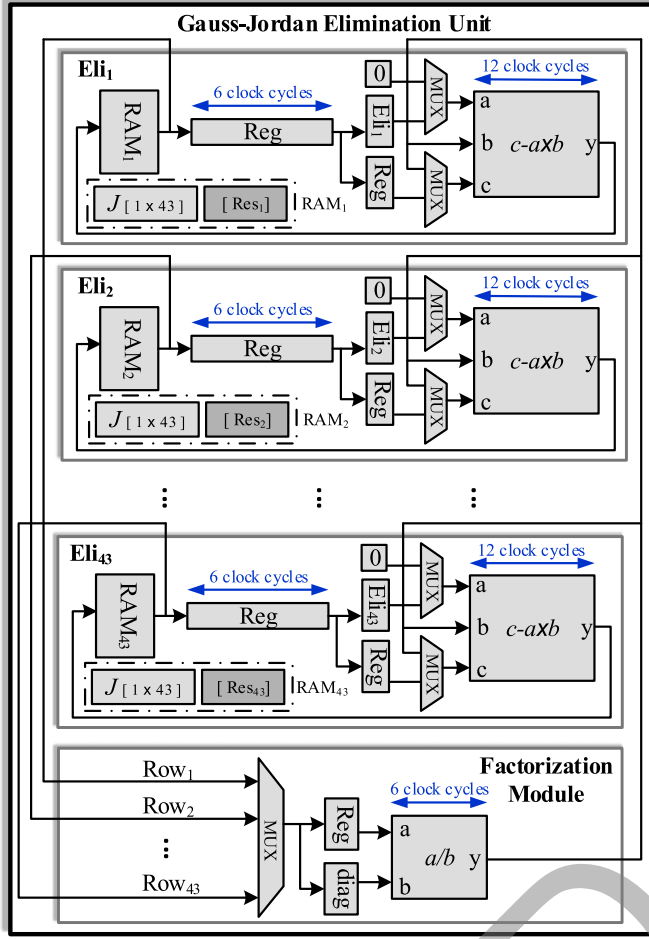 Gauss-Jordan Elimination Unit
Eli1
RAM1
6 clock cycles
Reg
0
Eli1
Reg
MUX
MUX
12 clock cycles
a
b
c
c-axb
y
J [ 1 x 43 ]
[ Res1 ]
RAM1
Eli2
RAM2
6 clock cycles
Reg
0
Eli2
Reg
MUX
MUX
12 clock cycles
a
b
c
c-axb
y
J [ 1 x 43 ]
[ Res2 ]
RAM2
Eli43
RAM43
6 clock cycles
Reg
0
Eli43
Reg
MUX
MUX
12 clock cycles
a
b
c
c-axb
y
J [ 1 x 43 ]
[ Res43 ]
RAM43
Factorization
Module
Row1
Row2
Row43
MUX
Reg
diag
6 clock cycles
a
b
a/b
y